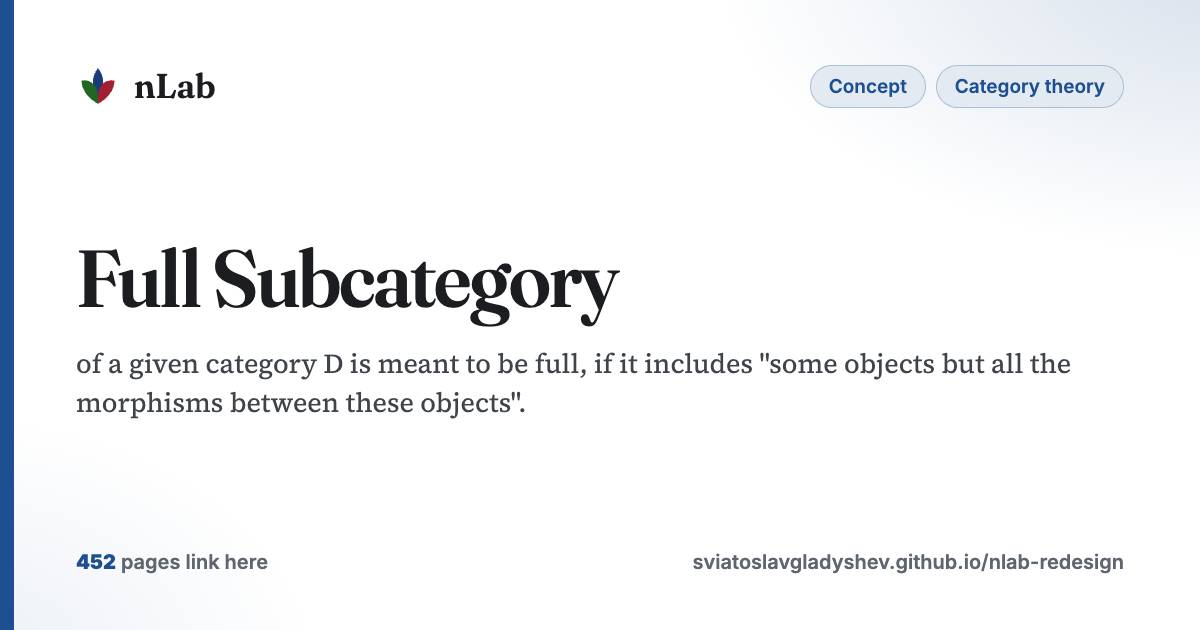 nLab
Concept
Category theory
Full Subcategory
of a given category D is meant to be full, if it includes "some objects but all the
morphisms between these objects".
452 pages link here
sviatoslavgladyshev.github.io/nlab-redesign